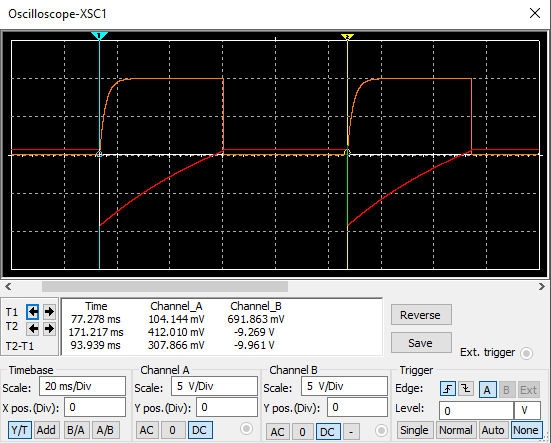 Oscilloscope-XSC1
1
2
T1
T2
T2-T1
Time Channel_A Channel_B
77.278 ms 104.144 mV 691.863 mV
171.217 ms 412.010 mV -9.269 V
93.939 ms 307.866 mV -9.961 V
Reverse
Save
Ext. trigger
Timebase
Scale: 20 ms/Div
X pos.(Div): 0
Y/T Add B/A A/B
Channel A
Scale: 5 V/Div
Y pos.(Div): 0
AC 0 DC
Channel B
Scale: 5 V/Div
Y pos.(Div): 0
AC 0 DC -
Trigger
Edge: A B Ext
Level: 0 V
Single Normal Auto None